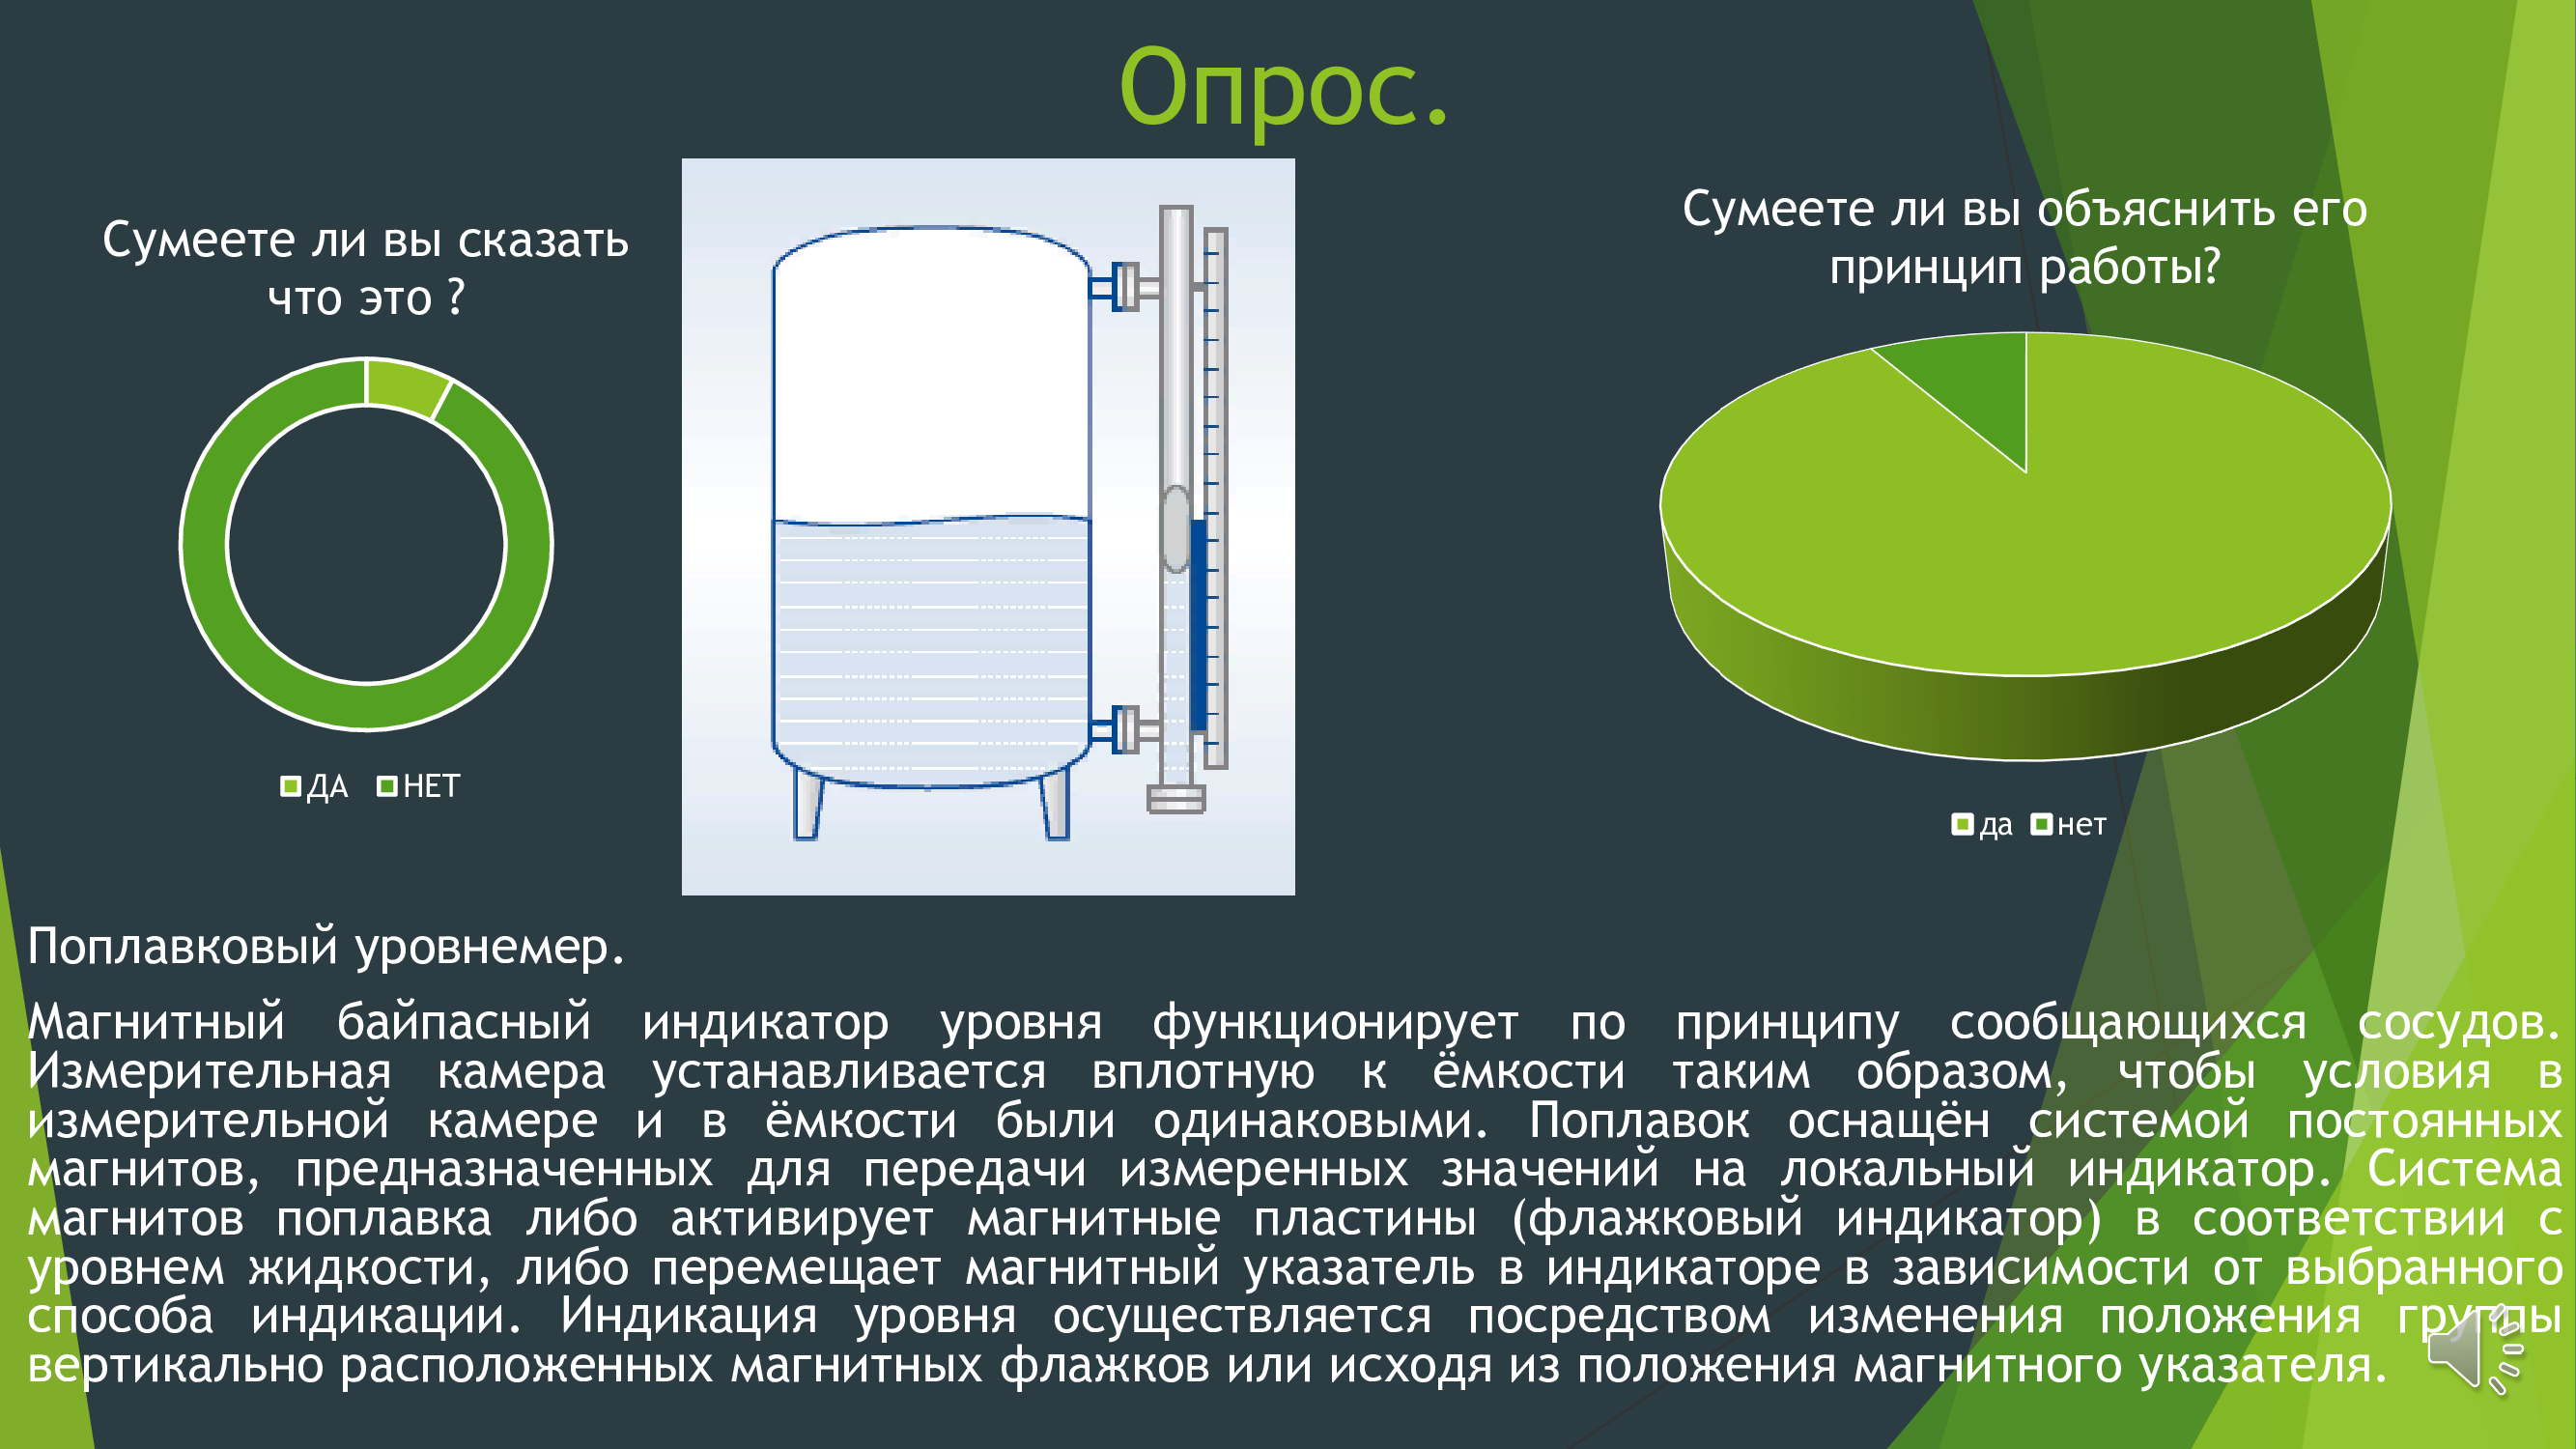 Опрос.
Сумеете ли вы сказать
что это ?
ДА НЕТ
Сумеете ли вы объяснить его
принцип работы?
да нет
Поплавковый уровнемер.
Магнитный байпасный индикатор уровня функционирует по принципу сообщающихся сосудов.
Измерительная камера устанавливается вплотную к ёмкости таким образом, чтобы условия в
измерительной камере и в ёмкости были одинаковыми. Поплавок оснащён системой постоянных
магнитов, предназначенных для передачи измеренных значений на локальный индикатор. Система
магнитов поплавка либо активирует магнитные пластины (флажковый индикатор) в соответствии с
уровнем жидкости, либо перемещает магнитный указатель в индикаторе в зависимости от выбранного
способа индикации. Индикация уровня осуществляется посредством изменения положения группы
вертикально расположенных магнитных флажков или исходя из положения магнитного указателя.